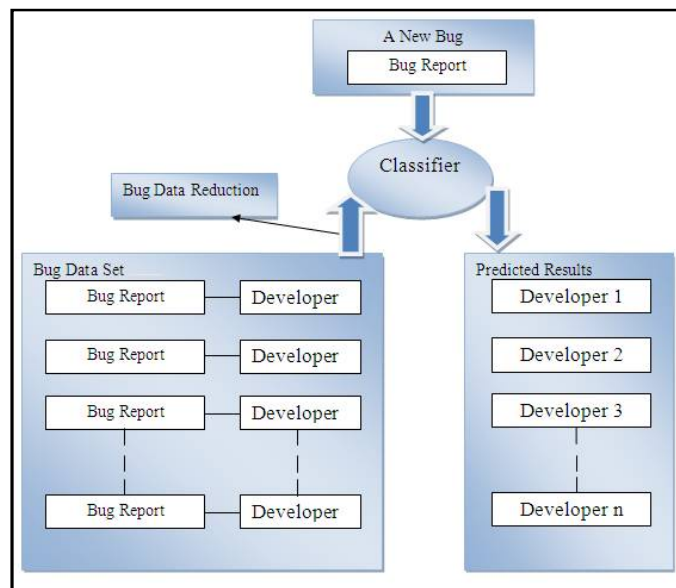 A New Bug
Bug Report
Classifier
Bug Data Reduction
Bug Data Set
Bug Report
Developer
Bug Report
Developer
Bug Report
Developer
Bug Report
Developer
Predicted Results
Developer 1
Developer 2
Developer 3
Developer n